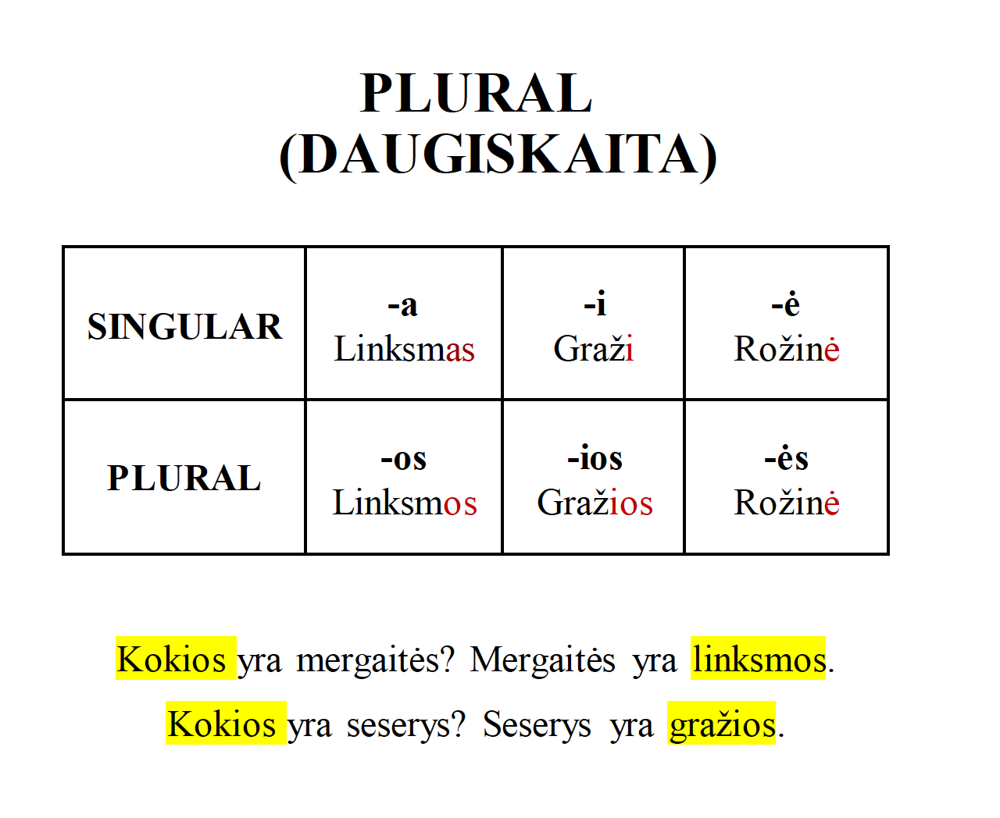 PLURAL
(DAUGISKAITA)
SINGULAR
-a
Linksmas
-i
Graži
-ė
Rožinė
PLURAL
-os
Linksmos
-ios
Gražios
-ės
Rožinė
Kokios yra mergaitės? Mergaitės yra linksmos.
Kokios yra seserys? Seserys yra gražios.